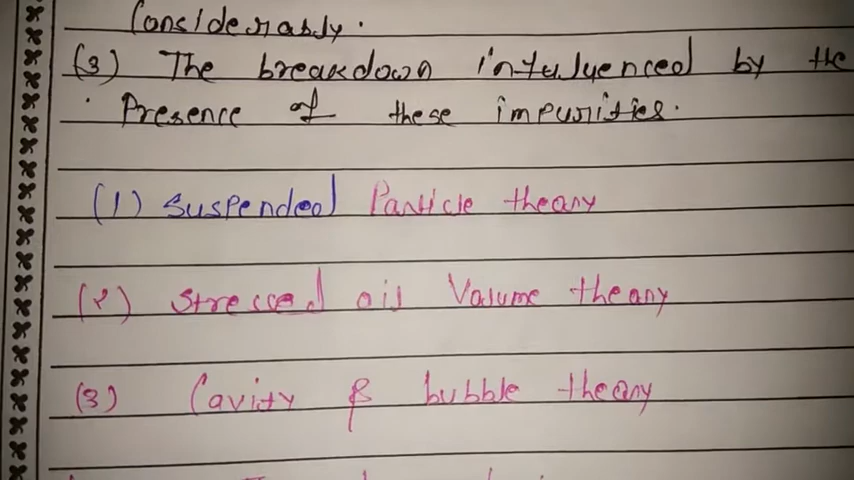 Considerably.
(3) The breakdown influenced by the
Presence of these impurities.
(1) Suspended Particle theory
(2) Stressed oil Volume theory
(3) Cavity & bubble theory